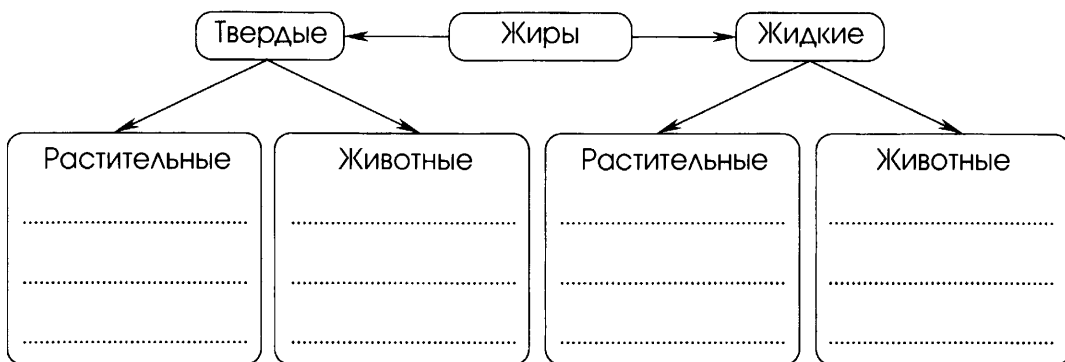 Твердые Жиры Жидкие
Растительные Животные Растительные Животные